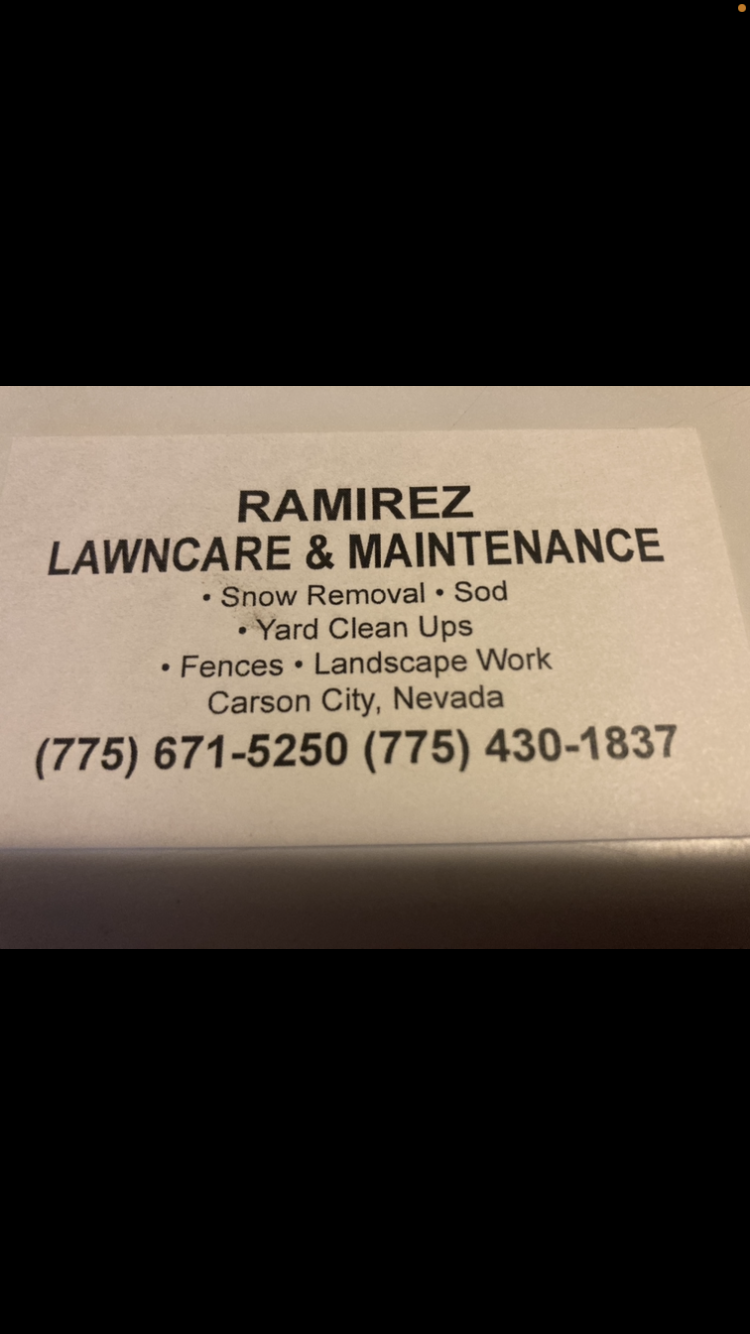 RAMIREZ
LAWNCARE & MAINTENANCE
• Snow Removal • Sod
• Yard Clean Ups
• Fences • Landscape Work
Carson City, Nevada
(775) 671-5250 (775) 430-1837